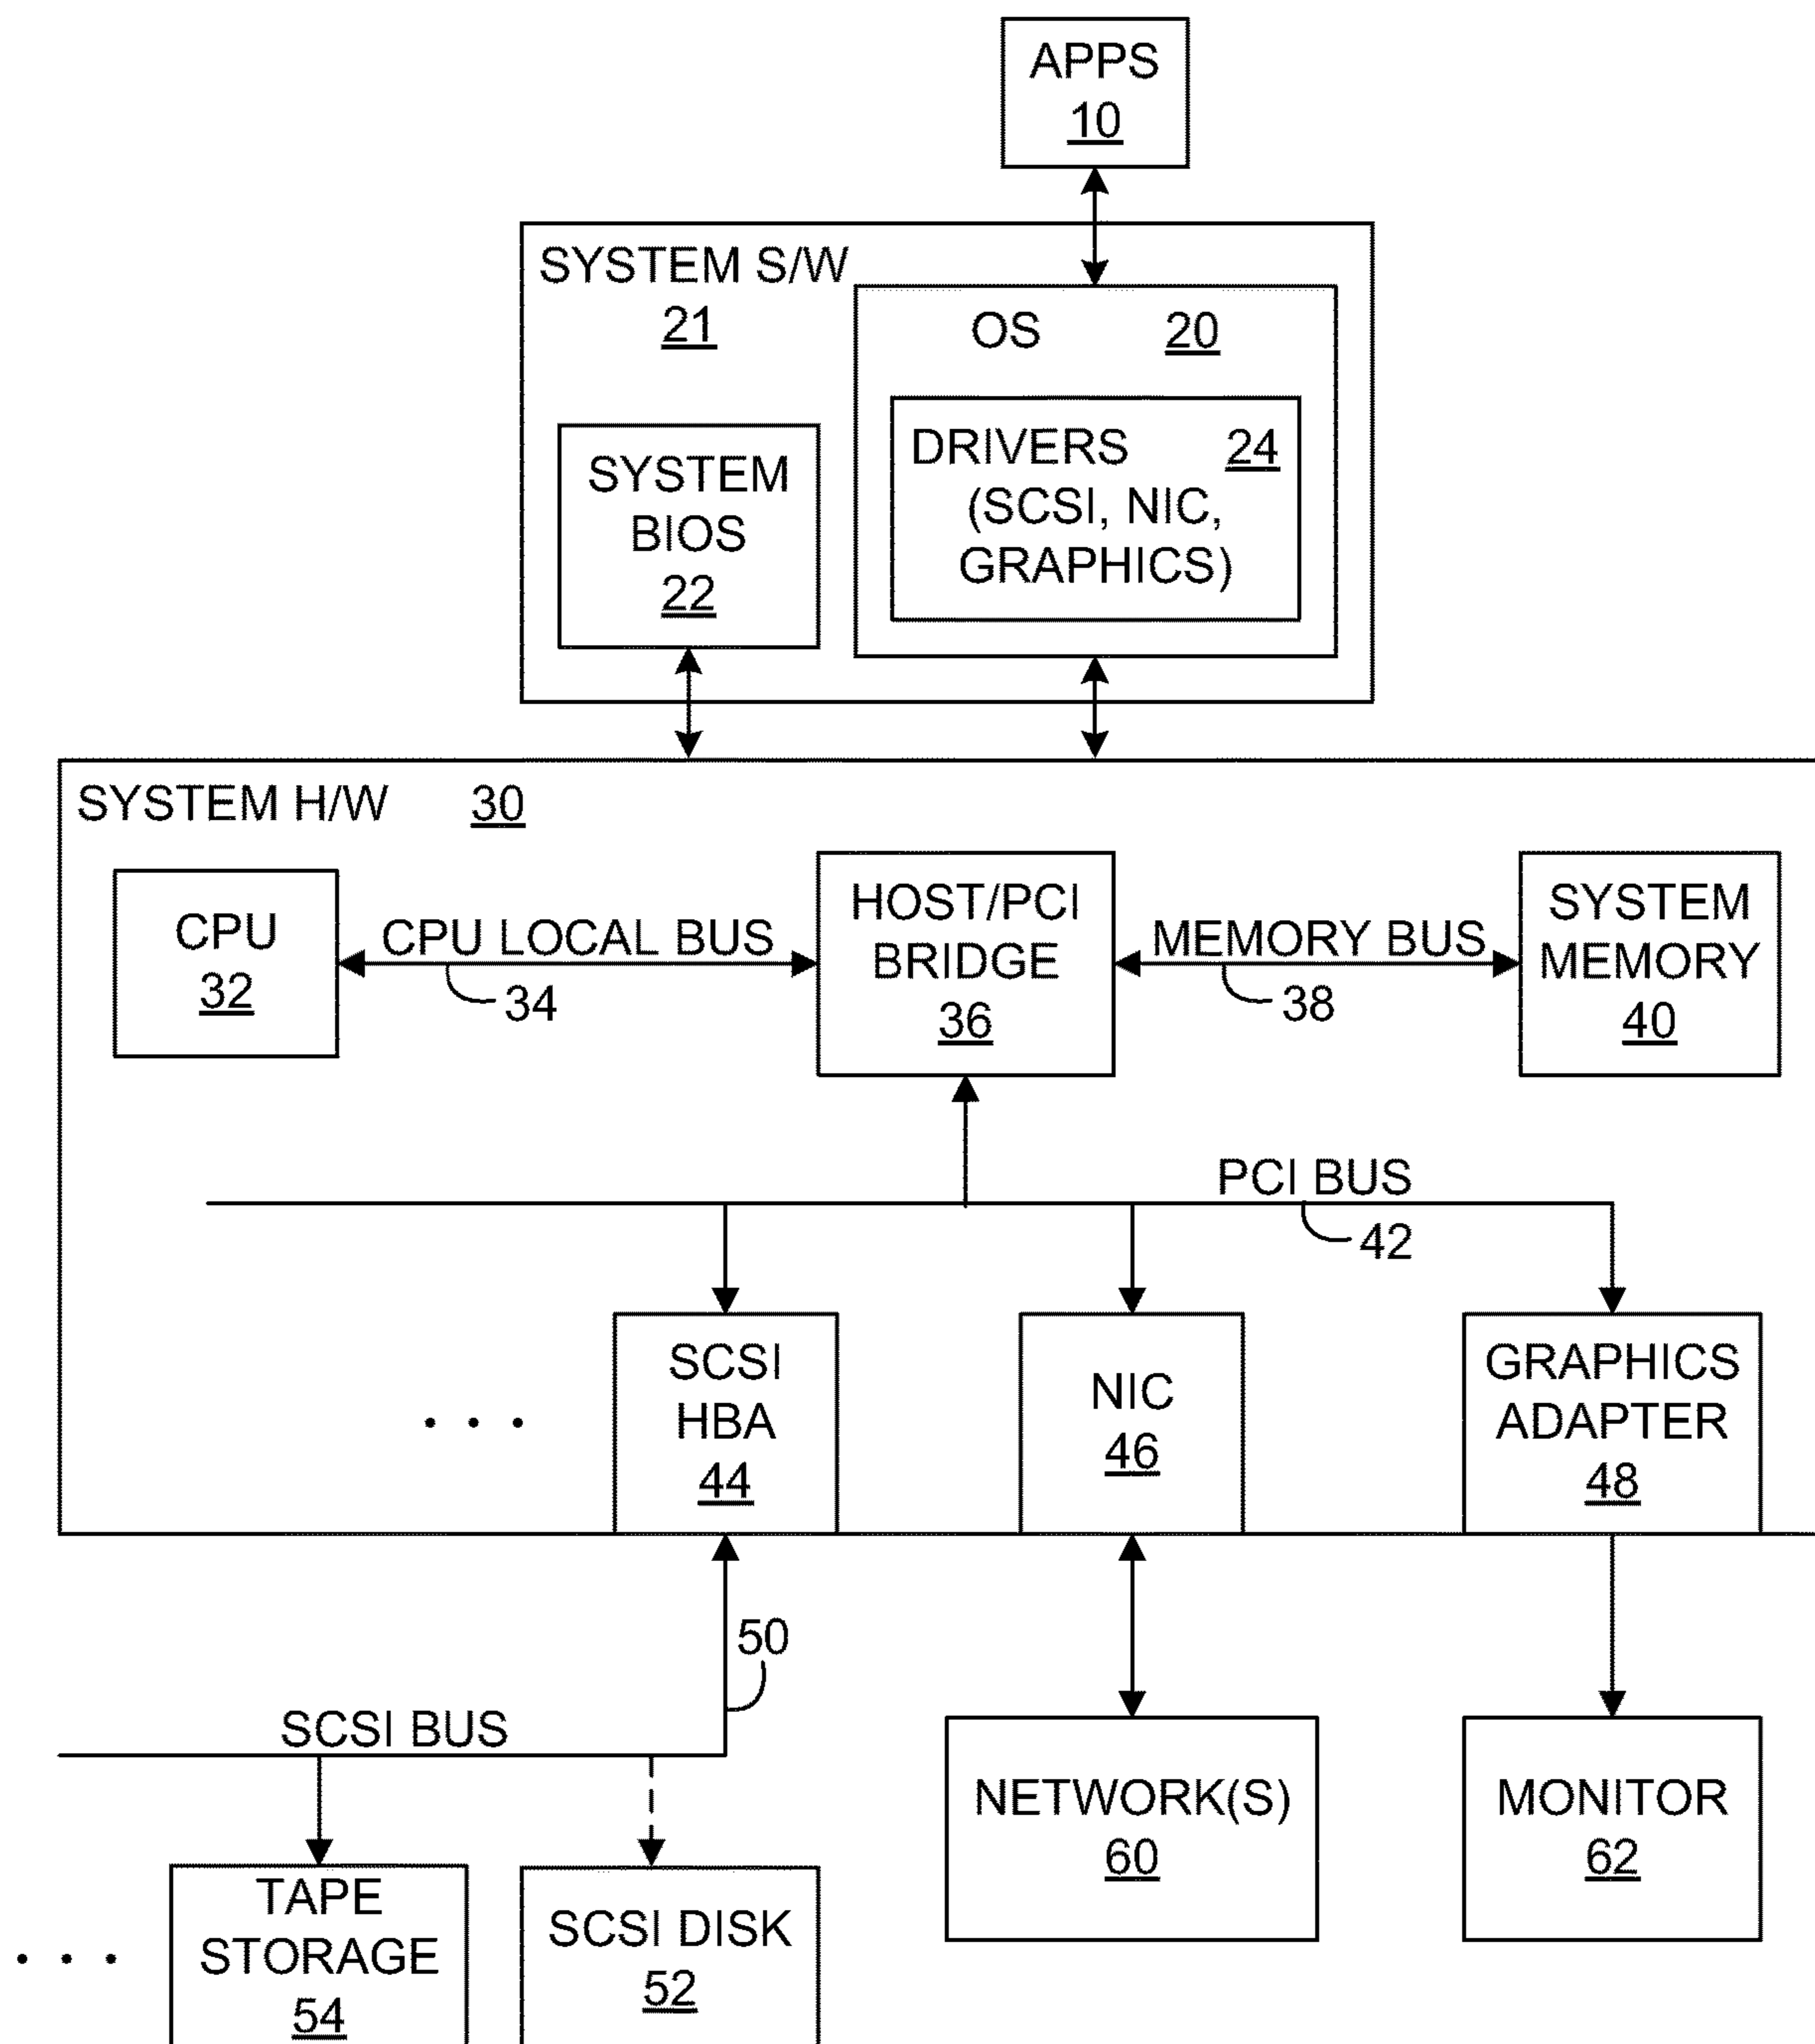 APPS
10
SYSTEM S/W
21
OS 20
SYSTEM
BIOS
22
DRIVERS 24
(SCSI, NIC,
GRAPHICS)
SYSTEM H/W 30
CPU
32
CPU LOCAL BUS
34
HOST/PCI
BRIDGE
36
MEMORY BUS
38
SYSTEM
MEMORY
40
PCI BUS
42
. . .
SCSI
HBA
44
NIC
46
GRAPHICS
ADAPTER
48
50
SCSI BUS
. . .
TAPE
STORAGE
54
SCSI DISK
52
NETWORK(S)
60
MONITOR
62